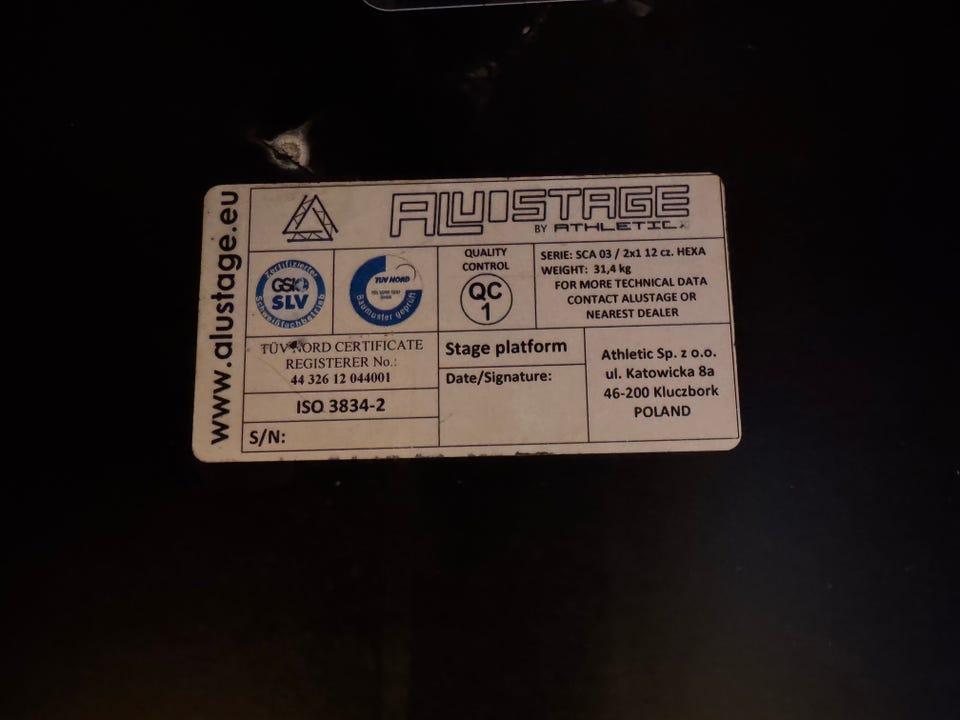 www.alustage.eu
ALUSTAGE
BY ATHLETIC
Zertifizierter
GSI
SLV
Schweißfachbetrieb
TUV NORD
Baumuster geprüft
QUALITY
CONTROL
QC
1
SERIE: SCA 03 / 2x1 12 cz. HEXA
WEIGHT: 31,4 kg
FOR MORE TECHNICAL DATA
CONTACT ALUSTAGE OR
NEAREST DEALER
TÜV NORD CERTIFICATE
REGISTERER No.:
44 326 12 044001
ISO 3834-2
S/N:
Stage platform
Date/Signature:
Athletic Sp. z o.o.
ul. Katowicka 8a
46-200 Kluczbork
POLAND